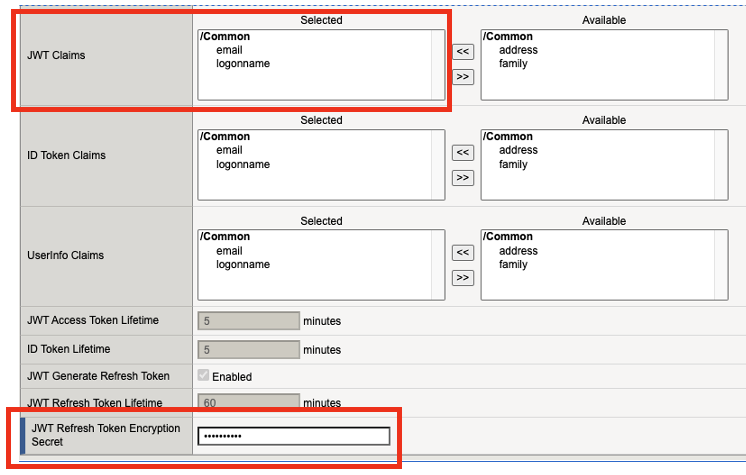 Selected
Available
JWT Claims
/Common
email
logonname
<<
>>
/Common
address
family
Selected
Available
ID Token Claims
/Common
email
logonname
<<
>>
/Common
address
family
Selected
Available
UserInfo Claims
/Common
email
logonname
<<
>>
/Common
address
family
JWT Access Token Lifetime
5
minutes
ID Token Lifetime
5
minutes
JWT Generate Refresh Token
Enabled
JWT Refresh Token Lifetime
60
minutes
JWT Refresh Token Encryption
Secret
••••••••••